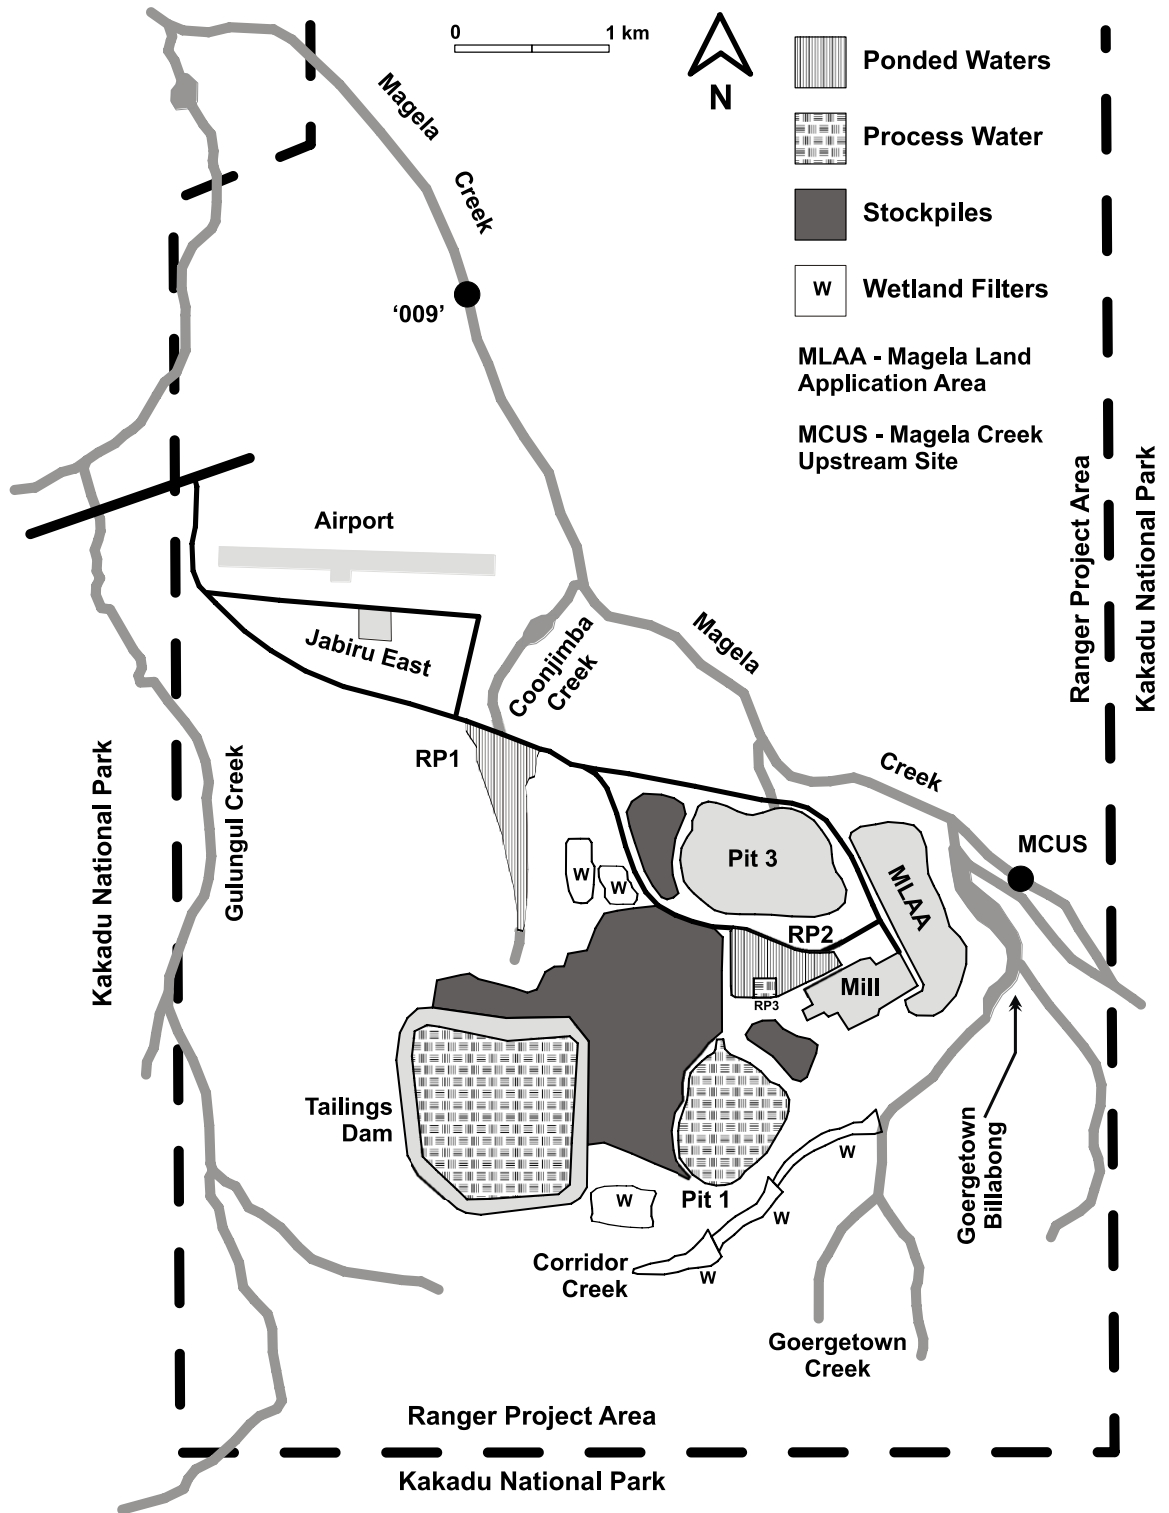 0
1 km
N
Ponded Waters
Process Water
Stockpiles
W
Wetland Filters
MLAA - Magela Land
Application Area
MCUS - Magela Creek
Upstream Site
Magela
Creek
‘009’
Ranger Project Area
Kakadu National Park
Airport
Jabiru East
Coonjimba
Creek
Magela
Creek
RP1
Kakadu National Park
Gulungul Creek
MCUS
Pit 3
MLAA
W
W
RP2
Mill
RP3
Tailings
Dam
Goergetown
Billabong
W
W
Pit 1
W
W
Corridor
Creek
Goergetown
Creek
Ranger Project Area
Kakadu National Park